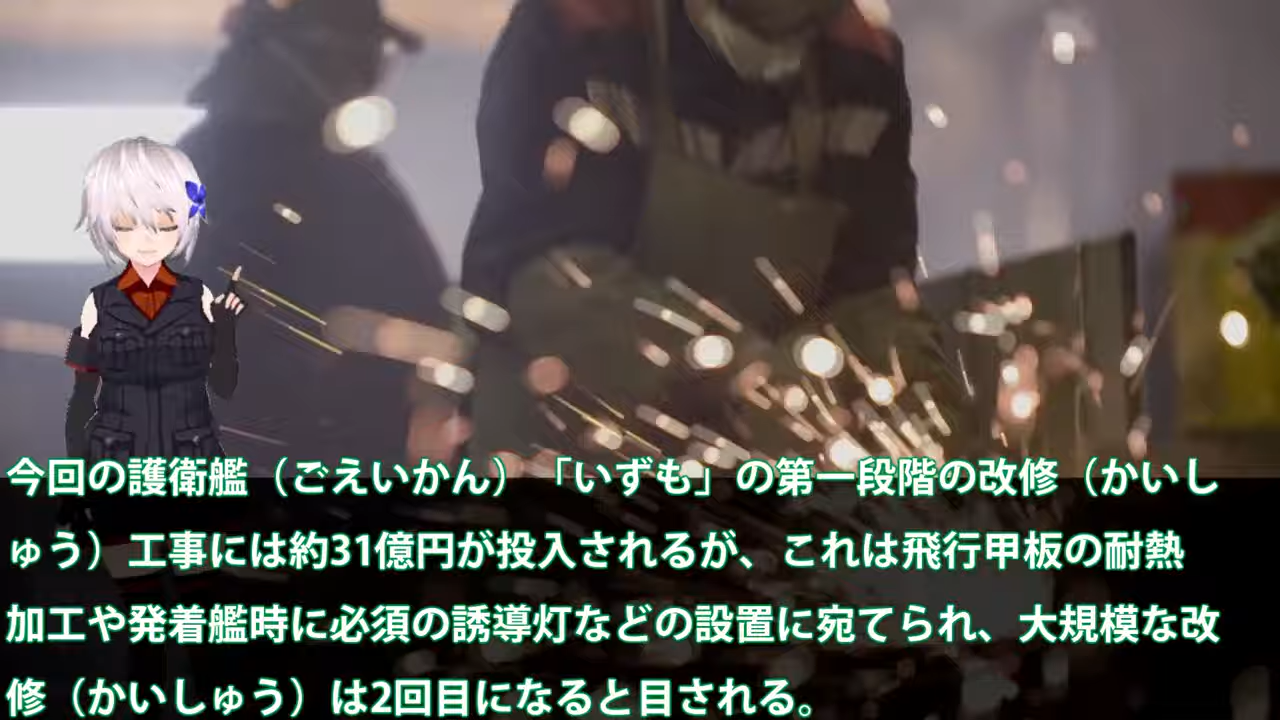 今回の護衛艦（ごえいかん）「いずも」の第一段階の改修（かいし
ゅう）工事には約31億円が投入されるが、これは飛行甲板の耐熱
加工や発着艦時に必須の誘導灯などの設置に宛てられ、大規模な改
修（かいしゅう）は2回目になると目される。